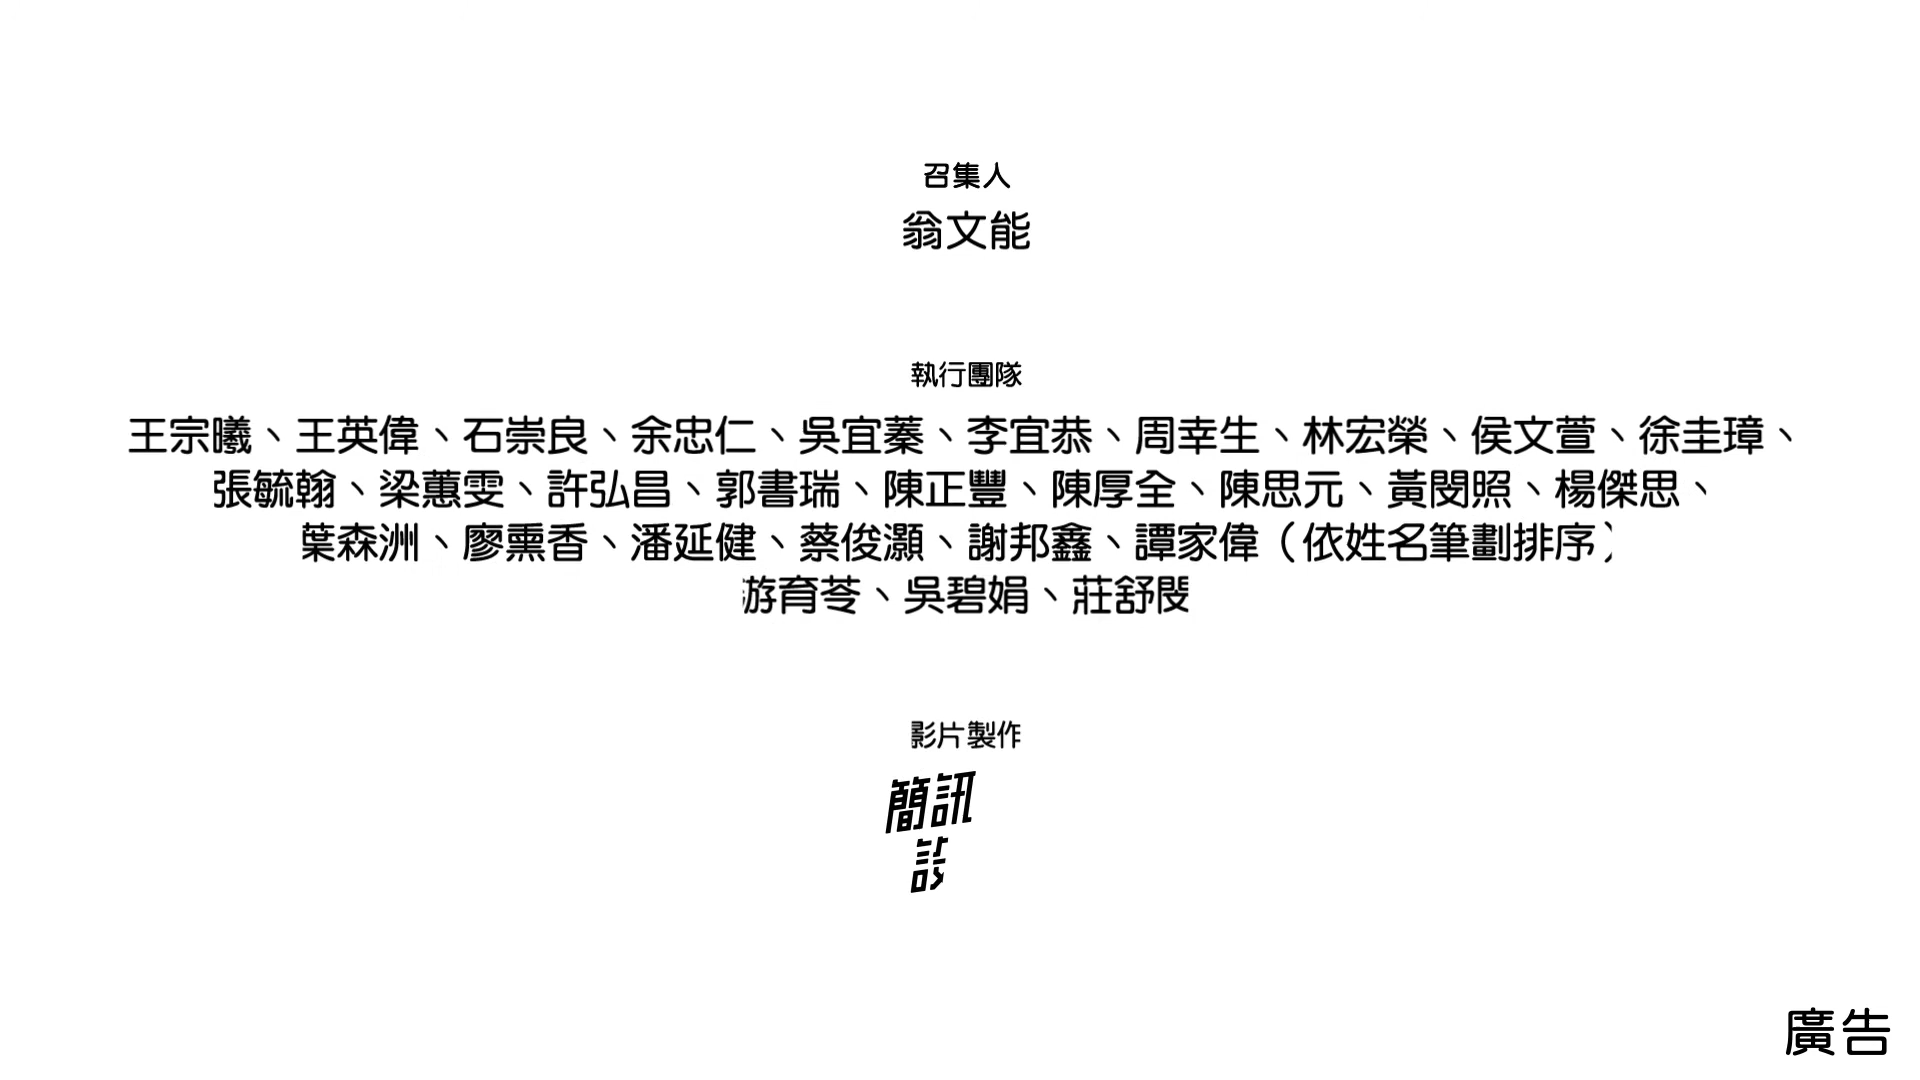 召集人
翁文能
執行團隊
王宗曦、王英偉、石崇良、余忠仁、吳宜蓁、李宜恭、周幸生、林宏榮、侯文萱、徐圭璋、
張毓翰、梁蕙雯、許弘昌、郭書瑞、陳正豐、陳厚全、陳思元、黃閔照、楊傑思、
葉森洲、廖熏香、潘延健、蔡俊灝、謝邦鑫、譚家偉（依姓名筆劃排序）
游育苓、吳碧娟、莊舒閔
影片製作
簡訊
設
廣告